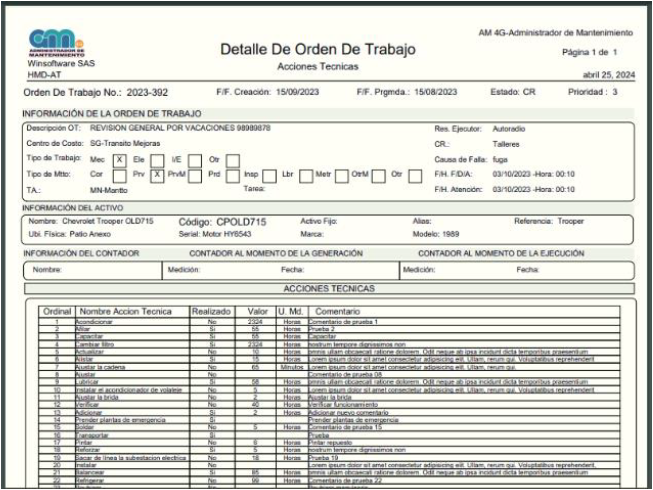 AM 4G-Administrador de Mantenimiento
ADMINISTRADOR DE
MANTENIMIENTO
Winsoftware SAS
HMD-AT
Detalle De Orden De Trabajo
Acciones Tecnicas
Página 1 de 1
abril 25, 2024
Orden De Trabajo No.: 2023-392 F/F. Creación: 15/09/2023 F/F. Prgmda.: 15/08/2023 Estado: CR Prioridad : 3
INFORMACIÓN DE LA ORDEN DE TRABAJO
Descripción OT: REVISION GENERAL POR VACACIONES 98989878 Res. Ejecutor: Autoradio
Centro de Costo: SG-Transito Mejoras CR.: Talleres
Tipo de Trabajo: Mec X Ele I/E Otr Causa de Falla: fuga
Tipo de Mtto: Cor Prv X PrvM Prd Insp Lbr Metr OtrM Otr F/H. F/D/A: 03/10/2023 -Hora: 00:10
TA.: MN-Mantto Tarea: F/H. Atención: 03/10/2023 -Hora: 00:10
INFORMACIÓN DEL ACTIVO
Nombre: Chevrolet Trooper OLD715 Código: CPOLD715 Activo Fijo: Alias: Referencia: Trooper
Ubi. Física: Patio Anexo Serial: Motor HY6543 Marca: Modelo: 1989
INFORMACIÓN DEL CONTADOR CONTADOR AL MOMENTO DE LA GENERACIÓN CONTADOR AL MOMENTO DE LA EJECUCIÓN
Nombre: Medición: Fecha: Medición: Fecha:
ACCIONES TECNICAS
Ordinal Nombre Accion Tecnica Realizado Valor U. Md. Comentario
1 Acondicionar No 2324 Horas Comentario de prueba 1
2 Afilar Si 55 Horas Prueba 2
3 Capacitar Si 55 Horas Capacitar
4 Cambiar filtro Si 2324 Horas nostrum tempore dignissimos non
5 Actualizar No 10 Horas omnis ullam obcaecati ratione dolorem. Odit neque ab ipsa incidunt dicta temporibus praesentium
6 Alistar Si 15 Horas Lorem ipsum dolor sit amet consectetur adipisicing elit. Ullam, rerum qui. Voluptatibus reprehenderit
7 Ajustar la cadena No 65 Minutos Lorem ipsum dolor sit amet consectetur adipisicing elit. Ullam, rerum qui.
8 Ajustar No Comentario de prueba 08
9 Lubricar Si 58 Horas omnis ullam obcaecati ratione dolorem. Odit neque ab ipsa incidunt dicta temporibus praesentium
10 Instalar el acondicionador de volateje No 5 Horas Lorem ipsum dolor sit amet consectetur adipisicing elit. Ullam, rerum qui. Voluptatibus reprehenderit
11 Ajustar la brida No 2 Horas Ajustar la brida
12 Verificar No 40 Horas Verificar funcionamiento
13 Adicionar Si 2 Horas Adicionar nuevo comentario
14 Prender plantas de emergencia Si Prender plantas de emergencia
15 Soldar No 5 Horas Comentario de prueba 15
16 Transportar Si Prueba
17 Pintar No 6 Horas Pintar repuesto
18 Reforzar Si 5 Horas nostrum tempore dignissimos non
19 Sacar de linea la subestacion electrica No 18 Horas Prueba 19
20 Instalar No Lorem ipsum dolor sit amet consectetur adipisicing elit. Ullam, rerum qui. Voluptatibus reprehenderit
21 Balancear Si 85 Horas omnis ullam obcaecati ratione dolorem. Odit neque ab ipsa incidunt dicta temporibus praesentium
22 Refrigerar No 99 Horas Comentario de prueba 22